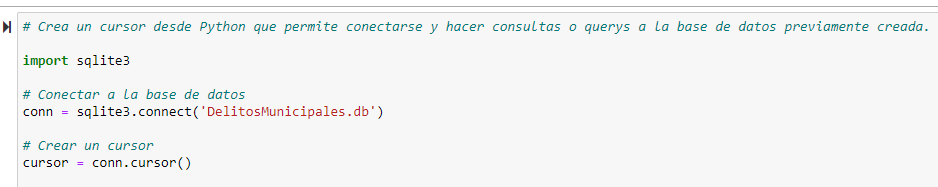 # Crea un cursor desde Python que permite conectarse y hacer consultas o querys a la base de datos previamente creada.
import sqlite3
# Conectar a la base de datos
conn = sqlite3.connect('DelitosMunicipales.db')
# Crear un cursor
cursor = conn.cursor()